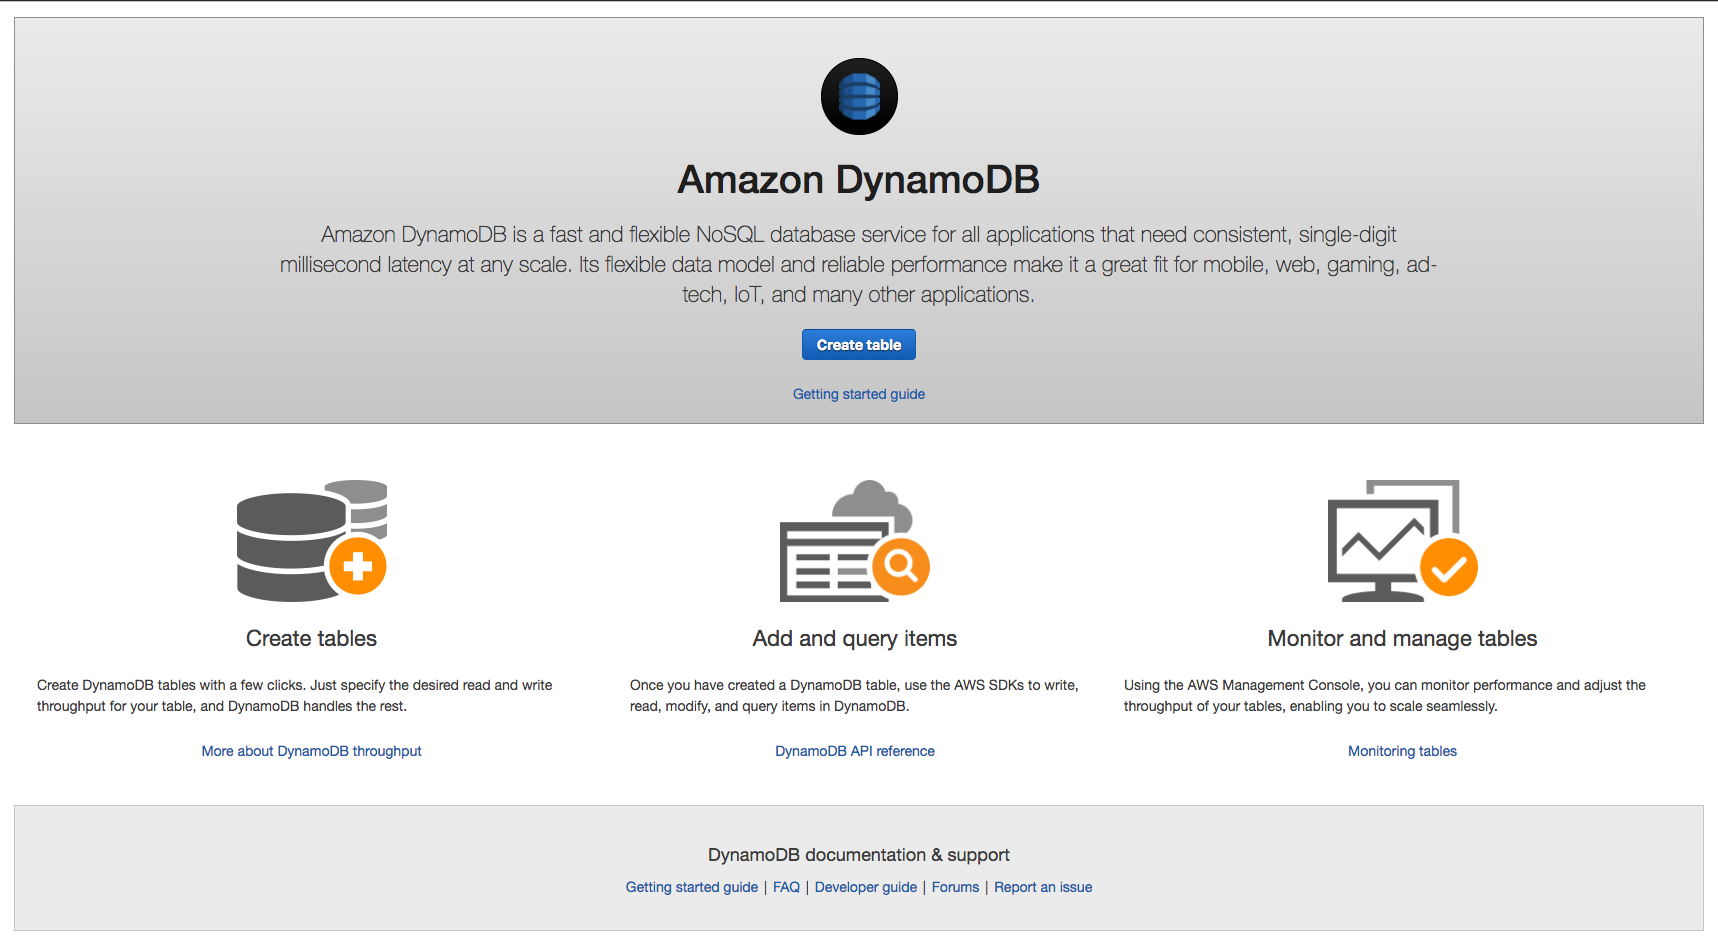 Amazon DynamoDB
Amazon DynamoDB is a fast and flexible NoSQL database service for all applications that need consistent, single-digit
millisecond latency at any scale. Its flexible data model and reliable performance make it a great fit for mobile, web, gaming, ad-
tech, IoT, and many other applications.
Create table
Getting started guide
Create tables
Create DynamoDB tables with a few clicks. Just specify the desired read and write
throughput for your table, and DynamoDB handles the rest.
More about DynamoDB throughput
Add and query items
Once you have created a DynamoDB table, use the AWS SDKs to write,
read, modify, and query items in DynamoDB.
DynamoDB API reference
Monitor and manage tables
Using the AWS Management Console, you can monitor performance and adjust the
throughput of your tables, enabling you to scale seamlessly.
Monitoring tables
DynamoDB documentation & support
Getting started guide | FAQ | Developer guide | Forums | Report an issue